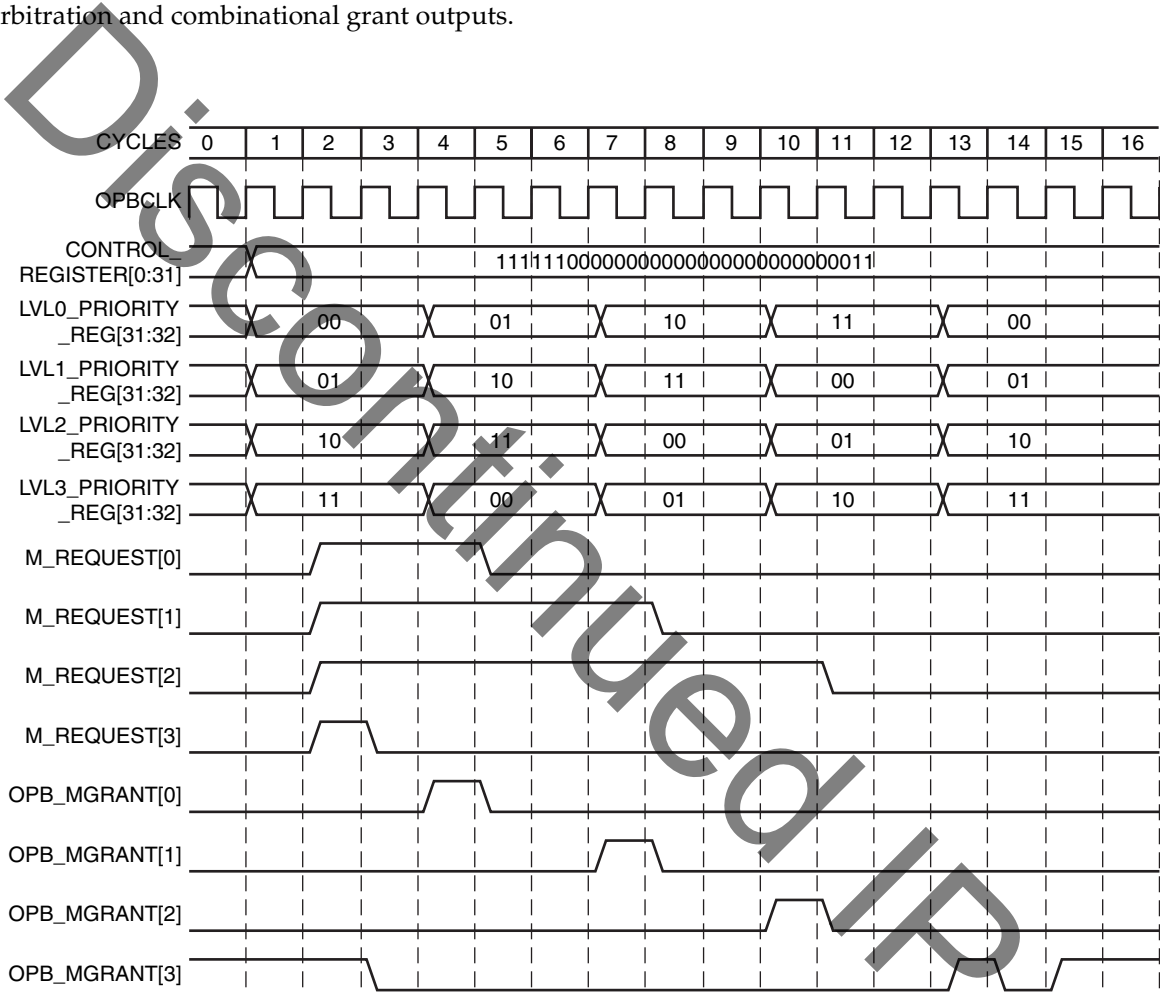 rbitration and combinational grant outputs.
CYCLES 0 1 2 3 4 5 6 7 8 9 10 11 12 13 14 15 16
OPBCLK
CONTROL_
REGISTER[0:31]
LVL0_PRIORITY
_REG[31:32] 00 01 10 11 00
LVL1_PRIORITY
_REG[31:32] 01 10 11 00 01
LVL2_PRIORITY
_REG[31:32] 10 11 00 01 10
LVL3_PRIORITY
_REG[31:32] 11 00 01 10 11
M_REQUEST[0]
M_REQUEST[1]
M_REQUEST[2]
M_REQUEST[3]
OPB_MGRANT[0]
OPB_MGRANT[1]
OPB_MGRANT[2]
OPB_MGRANT[3]
Discontinued IP